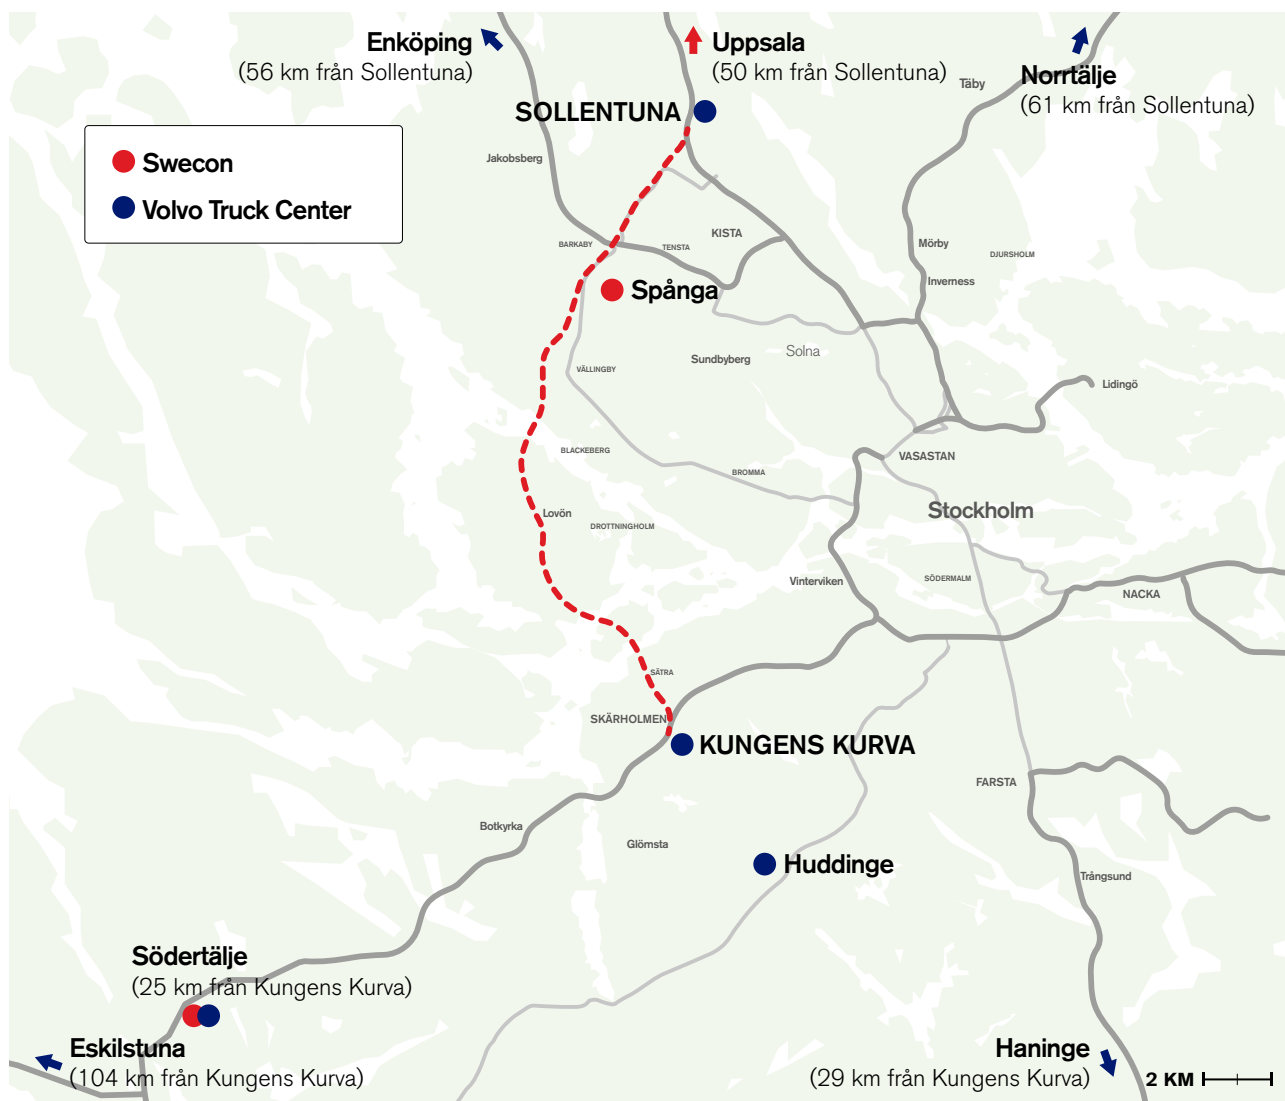 Enköping
(56 km från Sollentuna)
Uppsala
(50 km från Sollentuna)
Norrtälje
(61 km från Sollentuna)
Täby
SOLLENTUNA
Swecon
Volvo Truck Center
Jakobsberg
BARKABY
TENSTA
KISTA
Mörby
DJURSHOLM
Inverness
Spånga
Sundbyberg
Solna
VÄLLINGBY
Lidingö
BLACKEBERG
BROMMA
VASASTAN
Lovön
DROTTNINGHOLM
Stockholm
Vinterviken
SÖDERMALM
NACKA
SÄTRA
SKÄRHOLMEN
KUNGENS KURVA
FARSTA
Botkyrka
Glömsta
Huddinge
Trångsund
Södertälje
(25 km från Kungens Kurva)
Eskilstuna
(104 km från Kungens Kurva)
Haninge
(29 km från Kungens Kurva)
2 KM